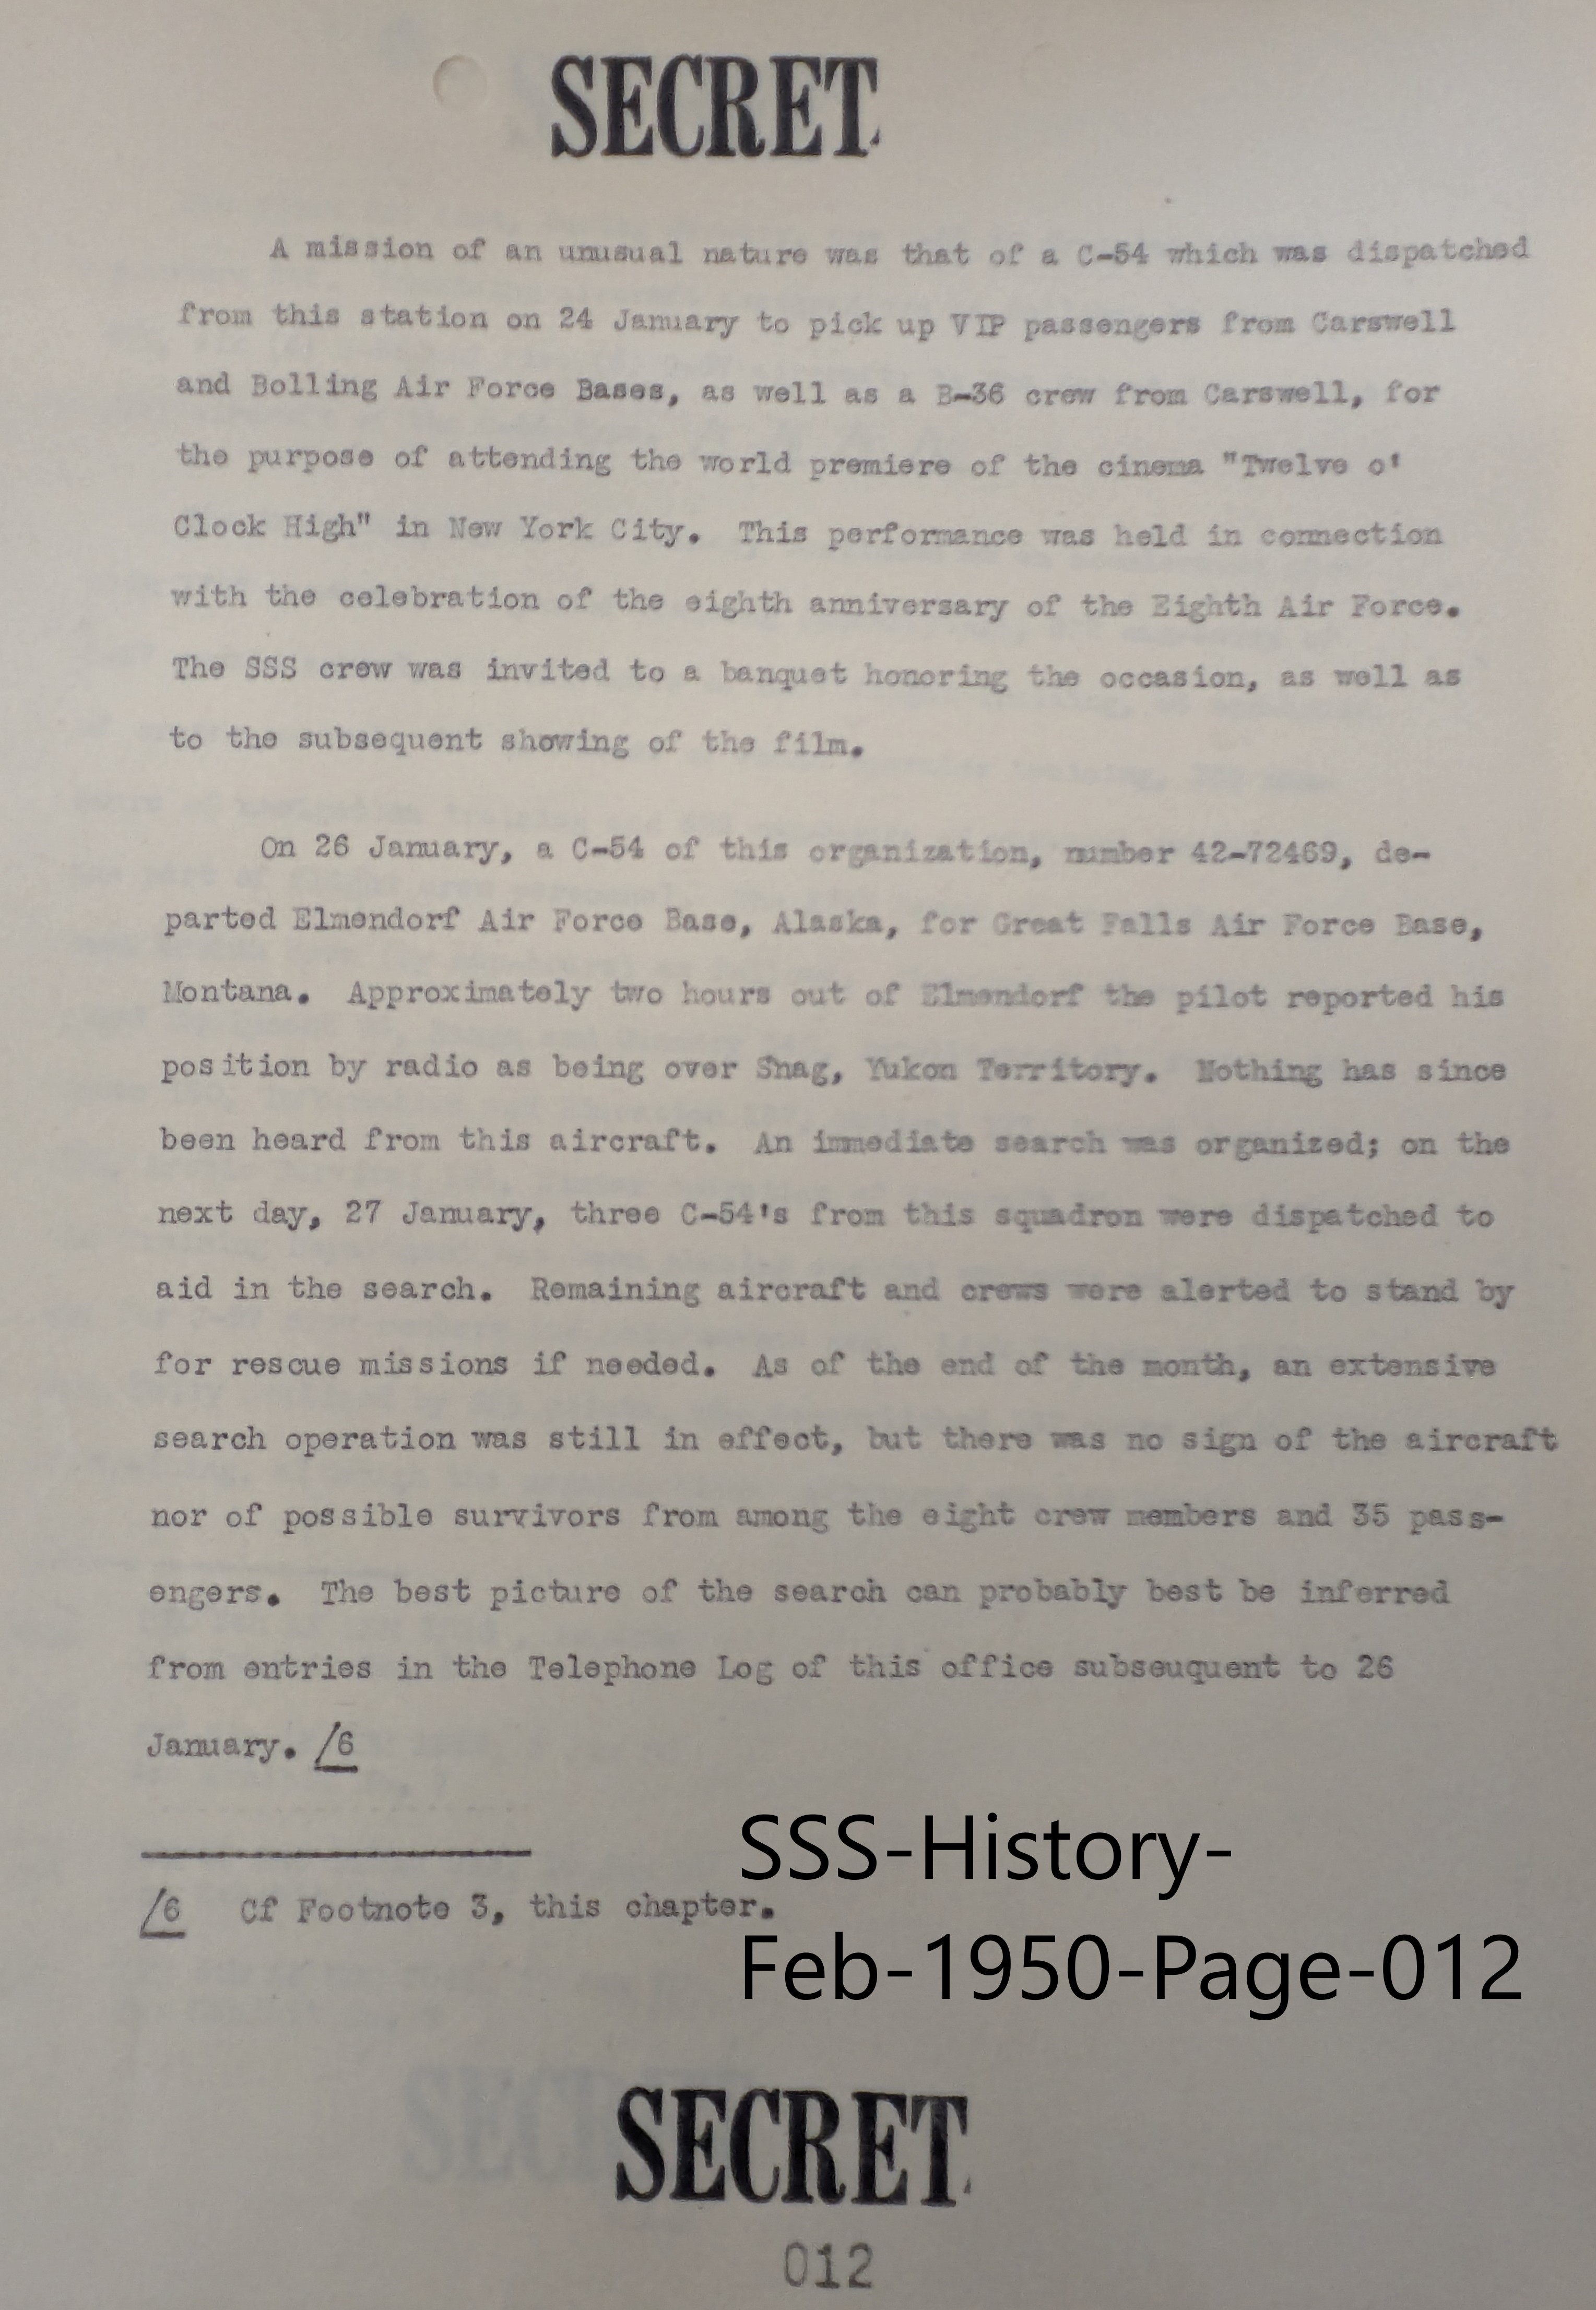 SECRET
A mission of an unusual nature was that of a C-54 which was dispatched
from this station on 24 January to pick up VIP passengers from Carswell
and Bolling Air Force Bases, as well as a B-36 crew from Carswell, for
the purpose of attending the world premiere of the cinema "Twelve o'
Clock High" in New York City. This performance was held in connection
with the celebration of the eighth anniversary of the Eighth Air Force.
The SSS crew was invited to a banquet honoring the occasion, as well as
to the subsequent showing of the film.
On 26 January, a C-54 of this organization, number 42-72469, de-
parted Elmendorf Air Force Base, Alaska, for Great Falls Air Force Base,
Montana. Approximately two hours out of Elmendorf the pilot reported his
position by radio as being over Snag, Yukon Territory. Nothing has since
been heard from this aircraft. An immediate search was organized; on the
next day, 27 January, three C-54's from this squadron were dispatched to
aid in the search. Remaining aircraft and crews were alerted to stand by
for rescue missions if needed. As of the end of the month, an extensive
search operation was still in effect, but there was no sign of the aircraft
nor of possible survivors from among the eight crew members and 35 pass-
engers. The best picture of the search can probably best be inferred
from entries in the Telephone Log of this office subseuquent to 26
January. /6
/6 Cf Footnote 3, this chapter.
SSS-History-
Feb-1950-Page-012
SECRET
012